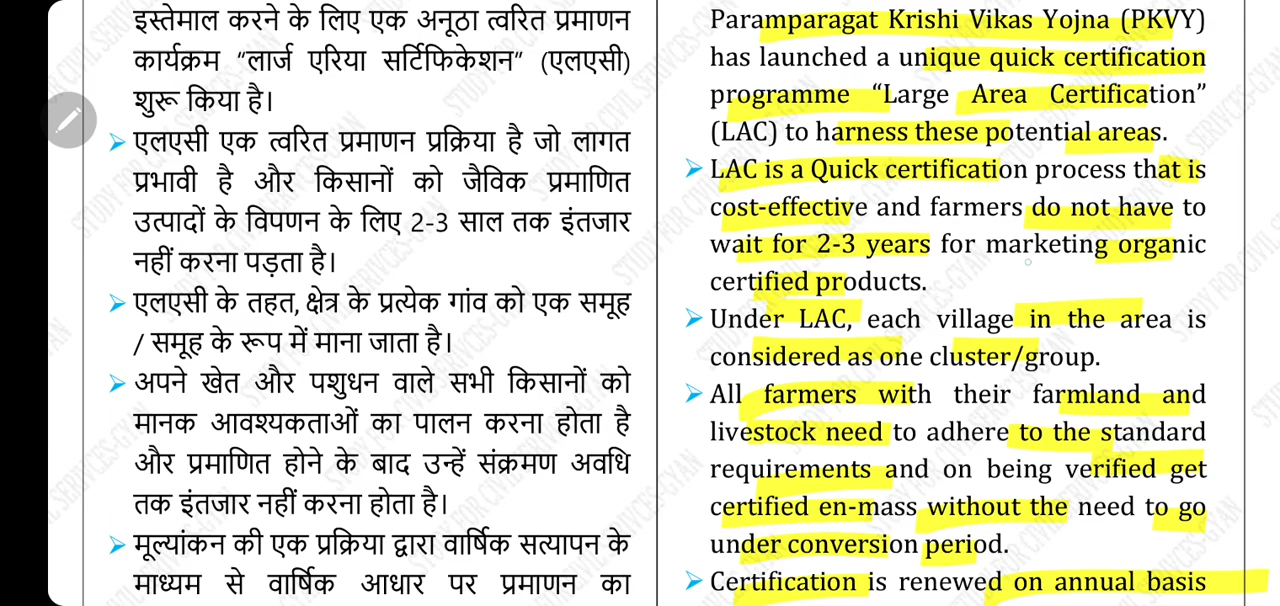 इस्तेमाल करने के लिए एक अनूठा त्वरित प्रमाणन
कार्यक्रम “लार्ज एरिया सर्टिफिकेशन” (एलएसी)
शुरू किया है।
एलएसी एक त्वरित प्रमाणन प्रक्रिया है जो लागत
प्रभावी है और किसानों को जैविक प्रमाणित
उत्पादों के विपणन के लिए 2-3 साल तक इंतजार
नहीं करना पड़ता है।
एलएसी के तहत, क्षेत्र के प्रत्येक गांव को एक समूह
/ समूह के रूप में माना जाता है।
अपने खेत और पशुधन वाले सभी किसानों को
मानक आवश्यकताओं का पालन करना होता है
और प्रमाणित होने के बाद उन्हें संक्रमण अवधि
तक इंतजार नहीं करना होता है।
मूल्यांकन की एक प्रक्रिया द्वारा वार्षिक सत्यापन के
माध्यम से वार्षिक आधार पर प्रमाणन का
Paramparagat Krishi Vikas Yojna (PKVY)
has launched a unique quick certification
programme “Large Area Certification”
(LAC) to harness these potential areas.
LAC is a Quick certification process that is
cost-effective and farmers do not have to
wait for 2-3 years for marketing organic
certified products.
Under LAC, each village in the area is
considered as one cluster/group.
All farmers with their farmland and
livestock need to adhere to the standard
requirements and on being verified get
certified en-mass without the need to go
under conversion period.
Certification is renewed on annual basis